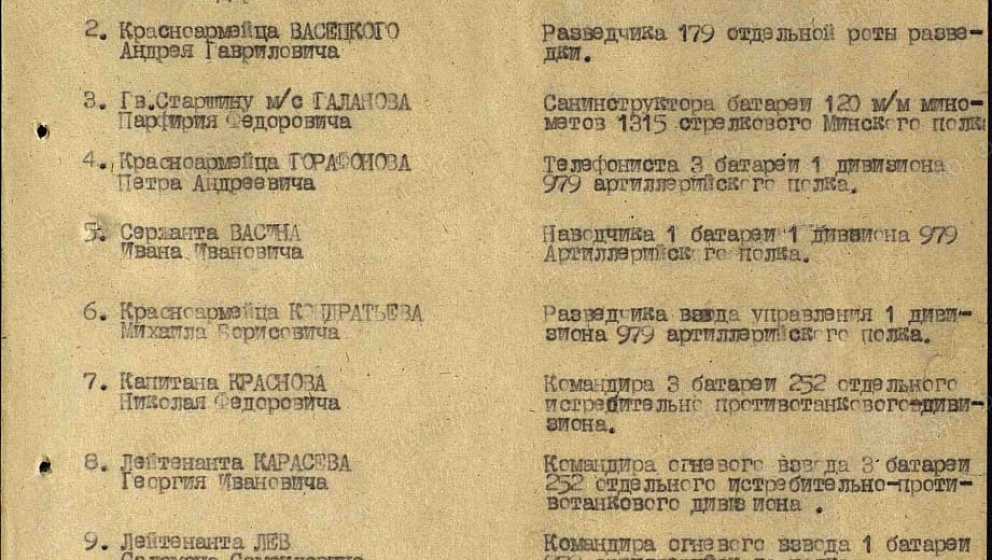 2. Красноармейца ВАСЕЦКОГО Разведчика 179 отдельной роты разве-
Андрея Гавриловича дки.
3. Гв.Старшину м/с ГАЛАНОВА Санинструктора батареи 120 м/м мино-
Парфирия Федоровича метов 1315 стрелкового Минского полка
4. Красноармейца ГОРАФОНОВА Телефониста 3 батареи 1 дивизиона
Петра Андреевича 979 артиллерийского полка.
5. Сержанта ВАСИНА Наводчика 1 батареи 1 дивизиона 979
Ивана Ивановича Артиллерийского полка.
6. Красноармейца КОНДРАТЬЕВА Разведчика взвода управления 1 диви-
Михаила Борисовича зиона 979 артиллерийского полка.
7. Капитана КРАСНОВА Командира 3 батареи 252 отдельного
Николая Федоровича истребительно противотанкового диви-
зиона.
8. Лейтенанта КАРАСЕВА Командира огневого взвода 3 батареи
Георгия Ивановича 252 отдельного истребительно-проти-
вотанкового дивизиона .
9. Лейтенанта ЛЕВ Командира огневого взвода 1 батареи